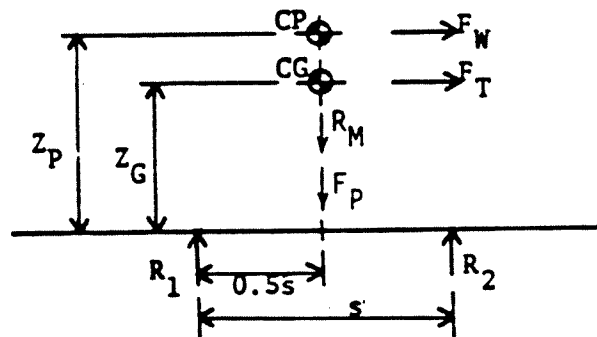 CP
F_W
CG
F_T
Z_P
Z_G
R_M
F_P
R_1
0.5s
R_2
s